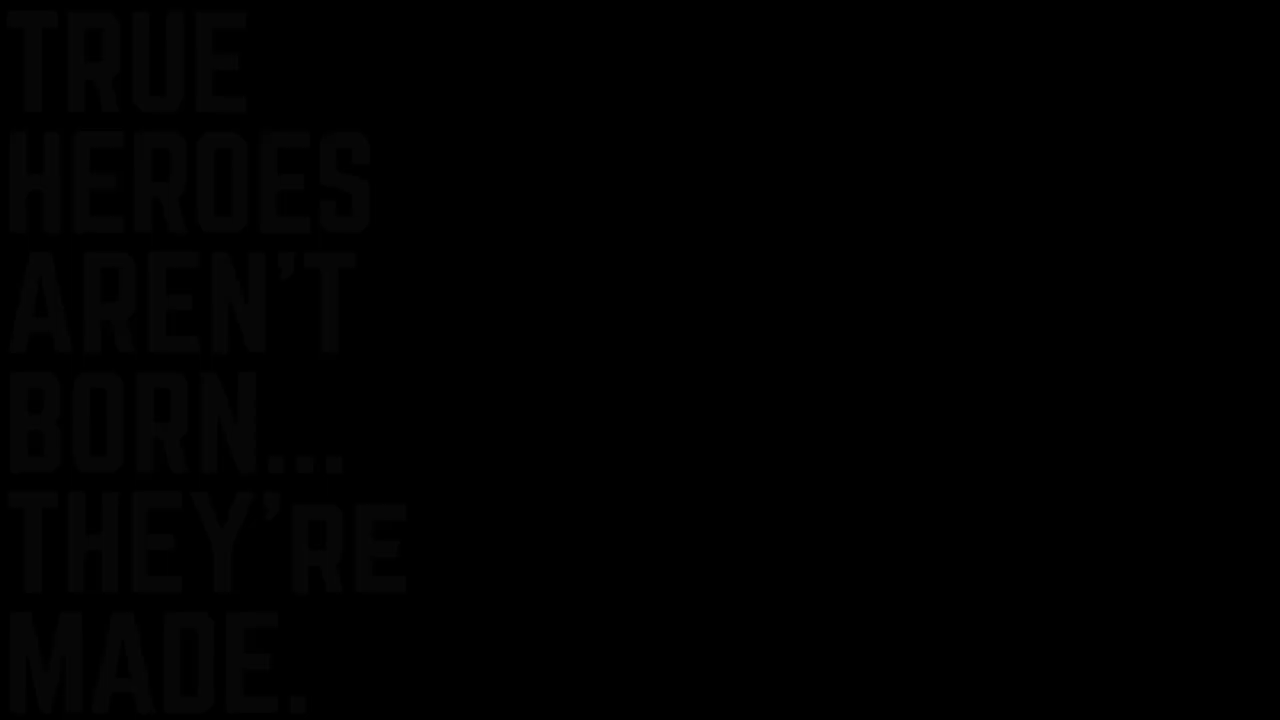 TRUE
HEROES
AREN’T
BORN...
THEY’RE
MADE.